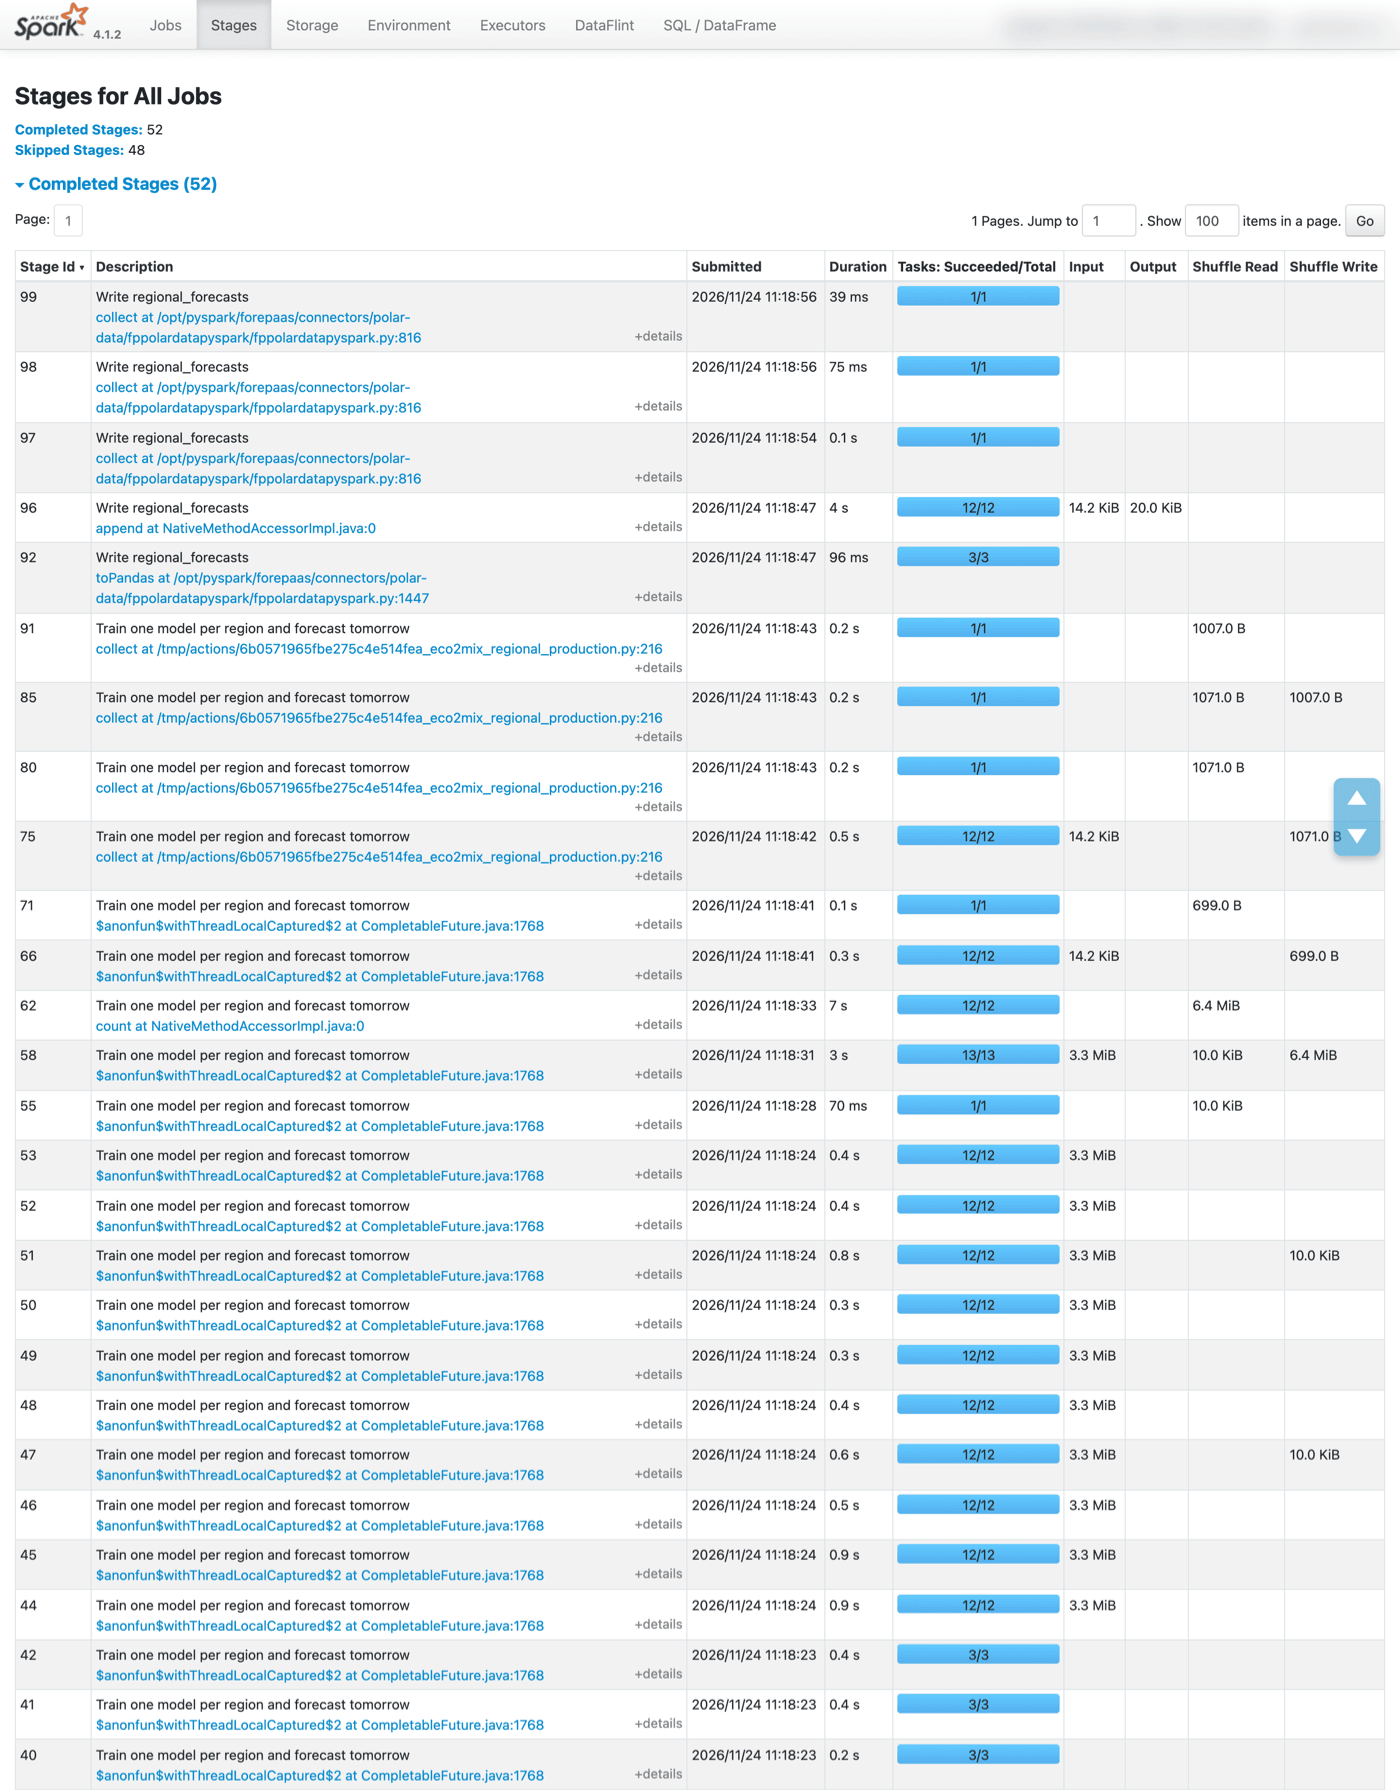 APACHE
Spark 4.1.2 Jobs Stages Storage Environment Executors DataFlint SQL / DataFrame
Stages for All Jobs
Completed Stages: 52
Skipped Stages: 48
Completed Stages (52)
Page: 1 1 Pages. Jump to 1 . Show 100 items in a page. Go
Stage Id ▾ Description Submitted Duration Tasks: Succeeded/Total Input Output Shuffle Read Shuffle Write
99 Write regional_forecasts 2026/11/24 11:18:56 39 ms 1/1
collect at /opt/pyspark/forepaas/connectors/polar-
data/fppolardatapyspark/fppolardatapyspark.py:816 +details
98 Write regional_forecasts 2026/11/24 11:18:56 75 ms 1/1
collect at /opt/pyspark/forepaas/connectors/polar-
data/fppolardatapyspark/fppolardatapyspark.py:816 +details
97 Write regional_forecasts 2026/11/24 11:18:54 0.1 s 1/1
collect at /opt/pyspark/forepaas/connectors/polar-
data/fppolardatapyspark/fppolardatapyspark.py:816 +details
96 Write regional_forecasts 2026/11/24 11:18:47 4 s 12/12 14.2 KiB 20.0 KiB
append at NativeMethodAccessorImpl.java:0 +details
92 Write regional_forecasts 2026/11/24 11:18:47 96 ms 3/3
toPandas at /opt/pyspark/forepaas/connectors/polar-
data/fppolardatapyspark/fppolardatapyspark.py:1447 +details
91 Train one model per region and forecast tomorrow 2026/11/24 11:18:43 0.2 s 1/1 1007.0 B
collect at /tmp/actions/6b0571965fbe275c4e514fea_eco2mix_regional_production.py:216
+details
85 Train one model per region and forecast tomorrow 2026/11/24 11:18:43 0.2 s 1/1 1071.0 B 1007.0 B
collect at /tmp/actions/6b0571965fbe275c4e514fea_eco2mix_regional_production.py:216
+details
80 Train one model per region and forecast tomorrow 2026/11/24 11:18:43 0.2 s 1/1 1071.0 B
collect at /tmp/actions/6b0571965fbe275c4e514fea_eco2mix_regional_production.py:216
+details
75 Train one model per region and forecast tomorrow 2026/11/24 11:18:42 0.5 s 12/12 14.2 KiB 1071.0 B
collect at /tmp/actions/6b0571965fbe275c4e514fea_eco2mix_regional_production.py:216
+details
71 Train one model per region and forecast tomorrow 2026/11/24 11:18:41 0.1 s 1/1 699.0 B
$anonfun$withThreadLocalCaptured$2 at CompletableFuture.java:1768 +details
66 Train one model per region and forecast tomorrow 2026/11/24 11:18:41 0.3 s 12/12 14.2 KiB 699.0 B
$anonfun$withThreadLocalCaptured$2 at CompletableFuture.java:1768 +details
62 Train one model per region and forecast tomorrow 2026/11/24 11:18:33 7 s 12/12 6.4 MiB
count at NativeMethodAccessorImpl.java:0 +details
58 Train one model per region and forecast tomorrow 2026/11/24 11:18:31 3 s 13/13 3.3 MiB 10.0 KiB 6.4 MiB
$anonfun$withThreadLocalCaptured$2 at CompletableFuture.java:1768 +details
55 Train one model per region and forecast tomorrow 2026/11/24 11:18:28 70 ms 1/1 10.0 KiB
$anonfun$withThreadLocalCaptured$2 at CompletableFuture.java:1768 +details
53 Train one model per region and forecast tomorrow 2026/11/24 11:18:24 0.4 s 12/12 3.3 MiB
$anonfun$withThreadLocalCaptured$2 at CompletableFuture.java:1768 +details
52 Train one model per region and forecast tomorrow 2026/11/24 11:18:24 0.4 s 12/12 3.3 MiB
$anonfun$withThreadLocalCaptured$2 at CompletableFuture.java:1768 +details
51 Train one model per region and forecast tomorrow 2026/11/24 11:18:24 0.8 s 12/12 3.3 MiB 10.0 KiB
$anonfun$withThreadLocalCaptured$2 at CompletableFuture.java:1768 +details
50 Train one model per region and forecast tomorrow 2026/11/24 11:18:24 0.3 s 12/12 3.3 MiB
$anonfun$withThreadLocalCaptured$2 at CompletableFuture.java:1768 +details
49 Train one model per region and forecast tomorrow 2026/11/24 11:18:24 0.3 s 12/12 3.3 MiB
$anonfun$withThreadLocalCaptured$2 at CompletableFuture.java:1768 +details
48 Train one model per region and forecast tomorrow 2026/11/24 11:18:24 0.4 s 12/12 3.3 MiB
$anonfun$withThreadLocalCaptured$2 at CompletableFuture.java:1768 +details
47 Train one model per region and forecast tomorrow 2026/11/24 11:18:24 0.6 s 12/12 3.3 MiB 10.0 KiB
$anonfun$withThreadLocalCaptured$2 at CompletableFuture.java:1768 +details
46 Train one model per region and forecast tomorrow 2026/11/24 11:18:24 0.5 s 12/12 3.3 MiB
$anonfun$withThreadLocalCaptured$2 at CompletableFuture.java:1768 +details
45 Train one model per region and forecast tomorrow 2026/11/24 11:18:24 0.9 s 12/12 3.3 MiB
$anonfun$withThreadLocalCaptured$2 at CompletableFuture.java:1768 +details
44 Train one model per region and forecast tomorrow 2026/11/24 11:18:24 0.9 s 12/12 3.3 MiB
$anonfun$withThreadLocalCaptured$2 at CompletableFuture.java:1768 +details
42 Train one model per region and forecast tomorrow 2026/11/24 11:18:23 0.4 s 3/3
$anonfun$withThreadLocalCaptured$2 at CompletableFuture.java:1768 +details
41 Train one model per region and forecast tomorrow 2026/11/24 11:18:23 0.4 s 3/3
$anonfun$withThreadLocalCaptured$2 at CompletableFuture.java:1768 +details
40 Train one model per region and forecast tomorrow 2026/11/24 11:18:23 0.2 s 3/3
$anonfun$withThreadLocalCaptured$2 at CompletableFuture.java:1768 +details